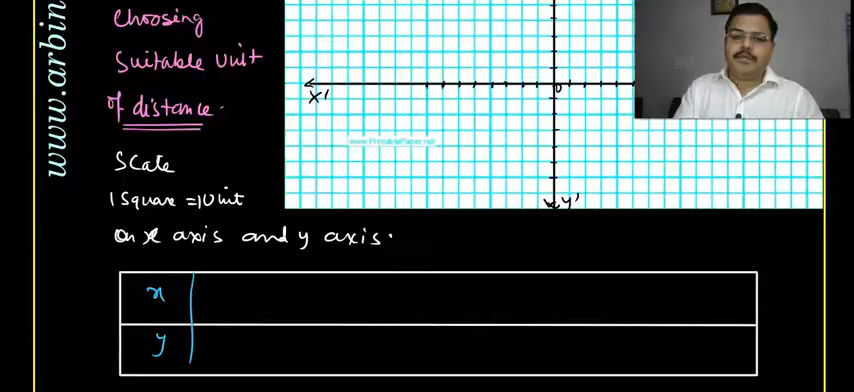 www.arbin
Choosing
Suitable Unit
of distance.
Scale
1 Square = 1 Unit
on x axis and y axis.
X'
0
www.PrintablePaper.net
Y'
x
y